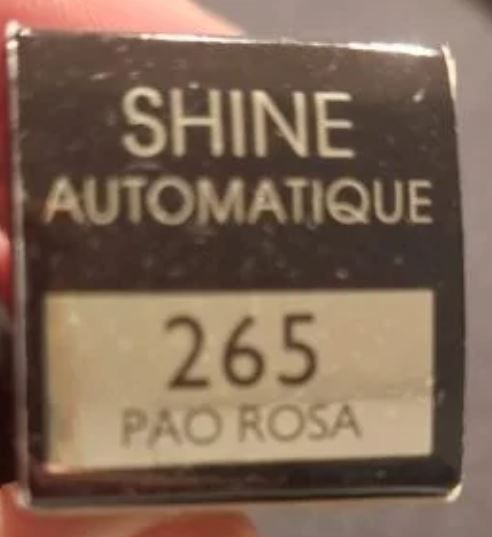 SHINE
AUTOMATIQUE
265
PAO ROSA